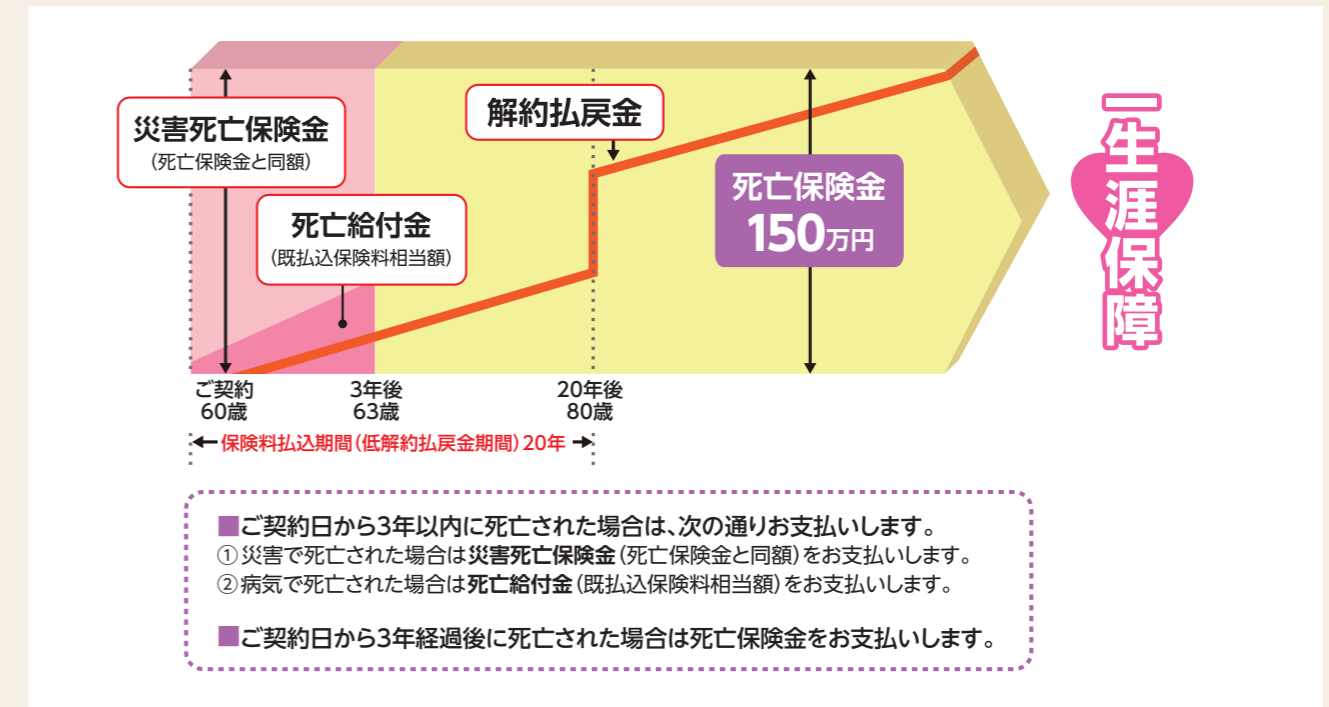 災害死亡保険金
(死亡保険金と同額)
死亡給付金
(既払込保険料相当額)
解約払戻金
死亡保険金
150万円
一生涯保障
ご契約
60歳
3年後
63歳
20年後
80歳
保険料払込期間(低解約払戻金期間)20年
■ご契約日から3年以内に死亡された場合は、次の通りお支払いします。
①災害で死亡された場合は災害死亡保険金(死亡保険金と同額)をお支払いします。
②病気で死亡された場合は死亡給付金(既払込保険料相当額)をお支払いします。
■ご契約日から3年経過後に死亡された場合は死亡保険金をお支払いします。